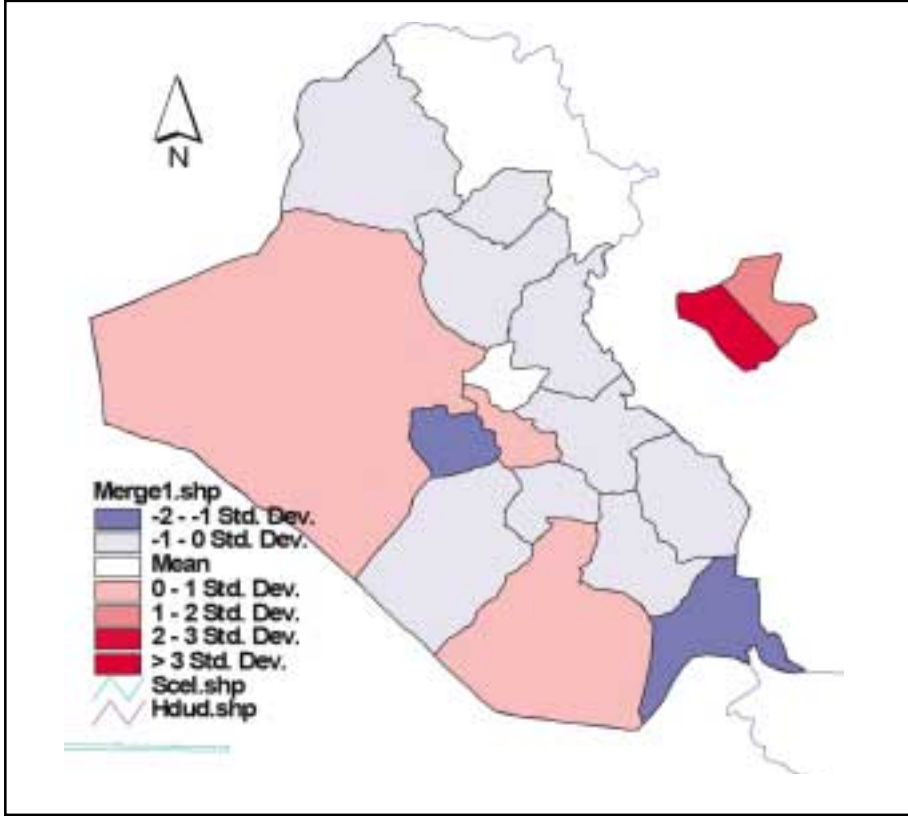 N
Merge1.shp
-2 - -1 Std. Dev.
-1 - 0 Std. Dev.
Mean
0 - 1 Std. Dev.
1 - 2 Std. Dev.
2 - 3 Std. Dev.
> 3 Std. Dev.
Scel.shp
Hdud.shp